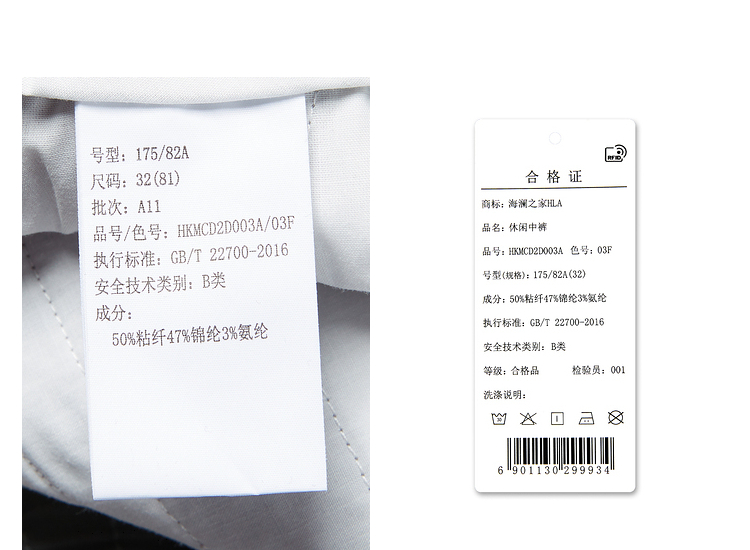 号型：175/82A
尺码：32(81)
批次：A11
品号/色号：HKMCD2D003A/03F
执行标准：GB/T 22700-2016
安全技术类别：B类
成分：
50%粘纤47%锦纶3%氨纶
RFID
合格证
商标：海澜之家HLA
品名：休闲中裤
品号：HKMCD2D003A 色号：03F
号型(规格)：175/82A(32)
成分：50%粘纤47%锦纶3%氨纶
执行标准：GB/T 22700-2016
安全技术类别：B类
等级：合格品 检验员：001
洗涤说明：
30
6 901130 299934